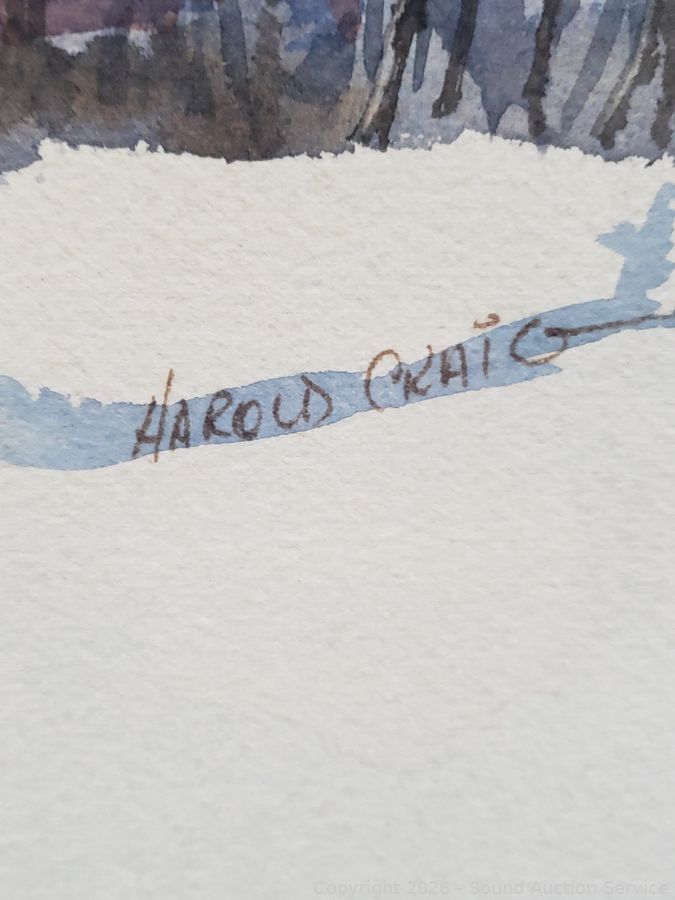 HAROLD CRAIG
Copyright 2026 - Sound Auction Service